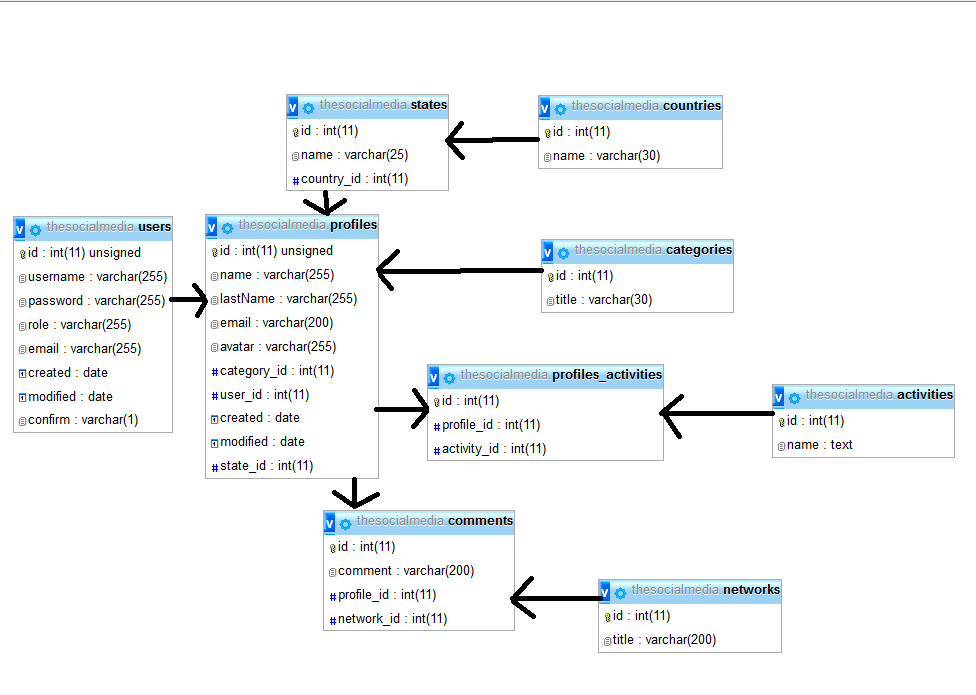 v thesocialmedia.states
id : int(11)
name : varchar(25)
# country_id : int(11)
v thesocialmedia.countries
id : int(11)
name : varchar(30)
v thesocialmedia.users
id : int(11) unsigned
username : varchar(255)
password : varchar(255)
role : varchar(255)
email : varchar(255)
created : date
modified : date
confirm : varchar(1)
v thesocialmedia.profiles
id : int(11) unsigned
name : varchar(255)
lastName : varchar(255)
email : varchar(200)
avatar : varchar(255)
# category_id : int(11)
# user_id : int(11)
created : date
modified : date
# state_id : int(11)
v thesocialmedia.categories
id : int(11)
title : varchar(30)
v thesocialmedia.profiles_activities
id : int(11)
# profile_id : int(11)
# activity_id : int(11)
v thesocialmedia.activities
id : int(11)
name : text
v thesocialmedia.comments
id : int(11)
comment : varchar(200)
# profile_id : int(11)
# network_id : int(11)
v thesocialmedia.networks
id : int(11)
title : varchar(200)